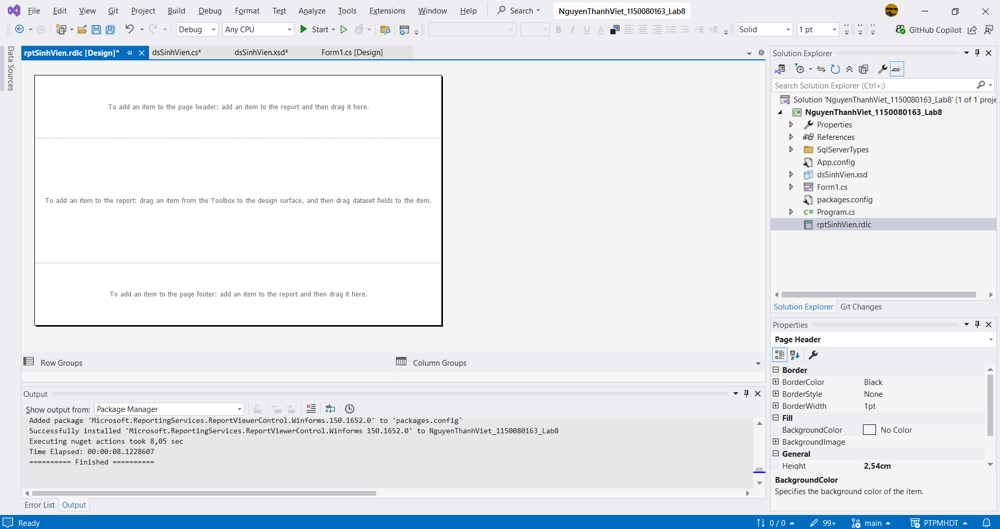 File Edit View Git Project Build Debug Format Test Analyze Tools Extensions Window Help Search NguyenThanhViet_1150080163_Lab8
Debug Any CPU Start B I U A Solid 1 pt GitHub Copilot
Data Sources
rptSinhVien.rdlc [Design]* dsSinhVien.cs* dsSinhVien.xsd* Form1.cs [Design]
To add an item to the page header: add an item to the report and then drag it here.
To add an item to the report: drag an item from the Toolbox to the design surface, and then drag dataset fields to the item.
To add an item to the page footer: add an item to the report and then drag it here.
Row Groups Column Groups
Output
Show output from: Package Manager
Added package 'Microsoft.ReportingServices.ReportViewerControl.Winforms.150.1652.0' to 'packages.config'
Successfully installed 'Microsoft.ReportingServices.ReportViewerControl.Winforms 150.1652.0' to NguyenThanhViet_1150080163_Lab8
Executing nuget actions took 8,05 sec
Time Elapsed: 00:00:08.1228607
========== Finished ==========
Error List Output
Solution Explorer
Search Solution Explorer (Ctrl+;)
Solution 'NguyenThanhViet_1150080163_Lab8' (1 of 1 proje
NguyenThanhViet_1150080163_Lab8
Properties
References
SqlServerTypes
App.config
dsSinhVien.xsd
Form1.cs
packages.config
C# Program.cs
rptSinhVien.rdlc
Solution Explorer Git Changes
Properties
Page Header
Border
BorderColor Black
BorderStyle None
BorderWidth 1pt
Fill
BackgroundColor No Color
BackgroundImage
General
Height 2,54cm
BackgroundColor
Specifies the background color of the item.
Ready 0 / 0 99+ main PTPMHDT